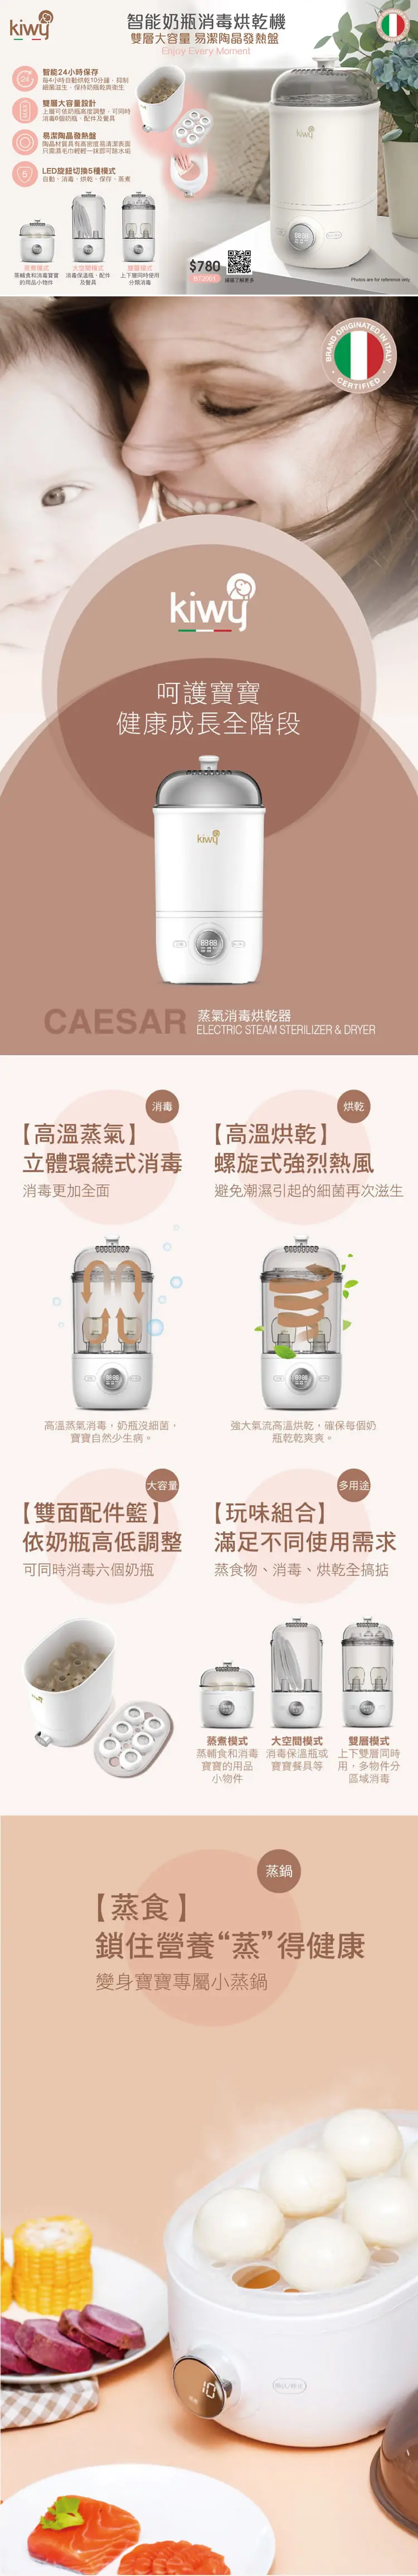 kiwy
智能奶瓶消毒烘乾機
雙層大容量 易潔陶晶發熱盤
Enjoy Every Moment
24
智能24小時保存
每4小時自動烘乾10分鐘,抑制
細菌滋生,保持奶瓶乾爽衛生
雙層大容量設計
上層可依奶瓶高度調整,可同時
消毒6個奶瓶、配件及餐具
易潔陶晶發熱盤
陶晶材質具有高密度易清潔表面
只需濕毛巾輕輕一抹即可除水垢
5
LED旋鈕切換5種模式
自動、消毒、烘乾、保存、蒸煮
kiwy
蒸煮模式
蒸輔食和消毒寶寶
的用品小物件
大空間模式
消毒保溫瓶、配件
及餐具
雙層模式
上下層同時使用
分類消毒
$780
掃描了解更多
Photos are for reference only
BRAND ORIGINATED IN ITALY
CERTIFIED
kiwy
呵護寶寶
健康成長全階段
kiwy
88:88
CAESAR
蒸氣消毒烘乾器
ELECTRIC STEAM STERILIZER & DRYER
消毒
【高溫蒸氣】
立體環繞式消毒
消毒更加全面
烘乾
【高溫烘乾】
螺旋式強烈熱風
避免潮濕引起的細菌再次滋生
高溫蒸氣消毒,奶瓶沒細菌,
寶寶自然少生病。
強大氣流高溫烘乾,確保每個奶
瓶乾乾爽爽。
大容量
【雙面配件籃】
依奶瓶高低調整
可同時消毒六個奶瓶
多用途
【玩味組合】
滿足不同使用需求
蒸食物、消毒、烘乾全搞掂
蒸煮模式
蒸輔食和消毒
寶寶的用品
小物件
大空間模式
消毒保溫瓶或
寶寶餐具等
雙層模式
上下雙層同時
用,多物件分
區域消毒
蒸鍋
【蒸食】
鎖住營養“蒸”得健康
變身寶寶專屬小蒸鍋
10